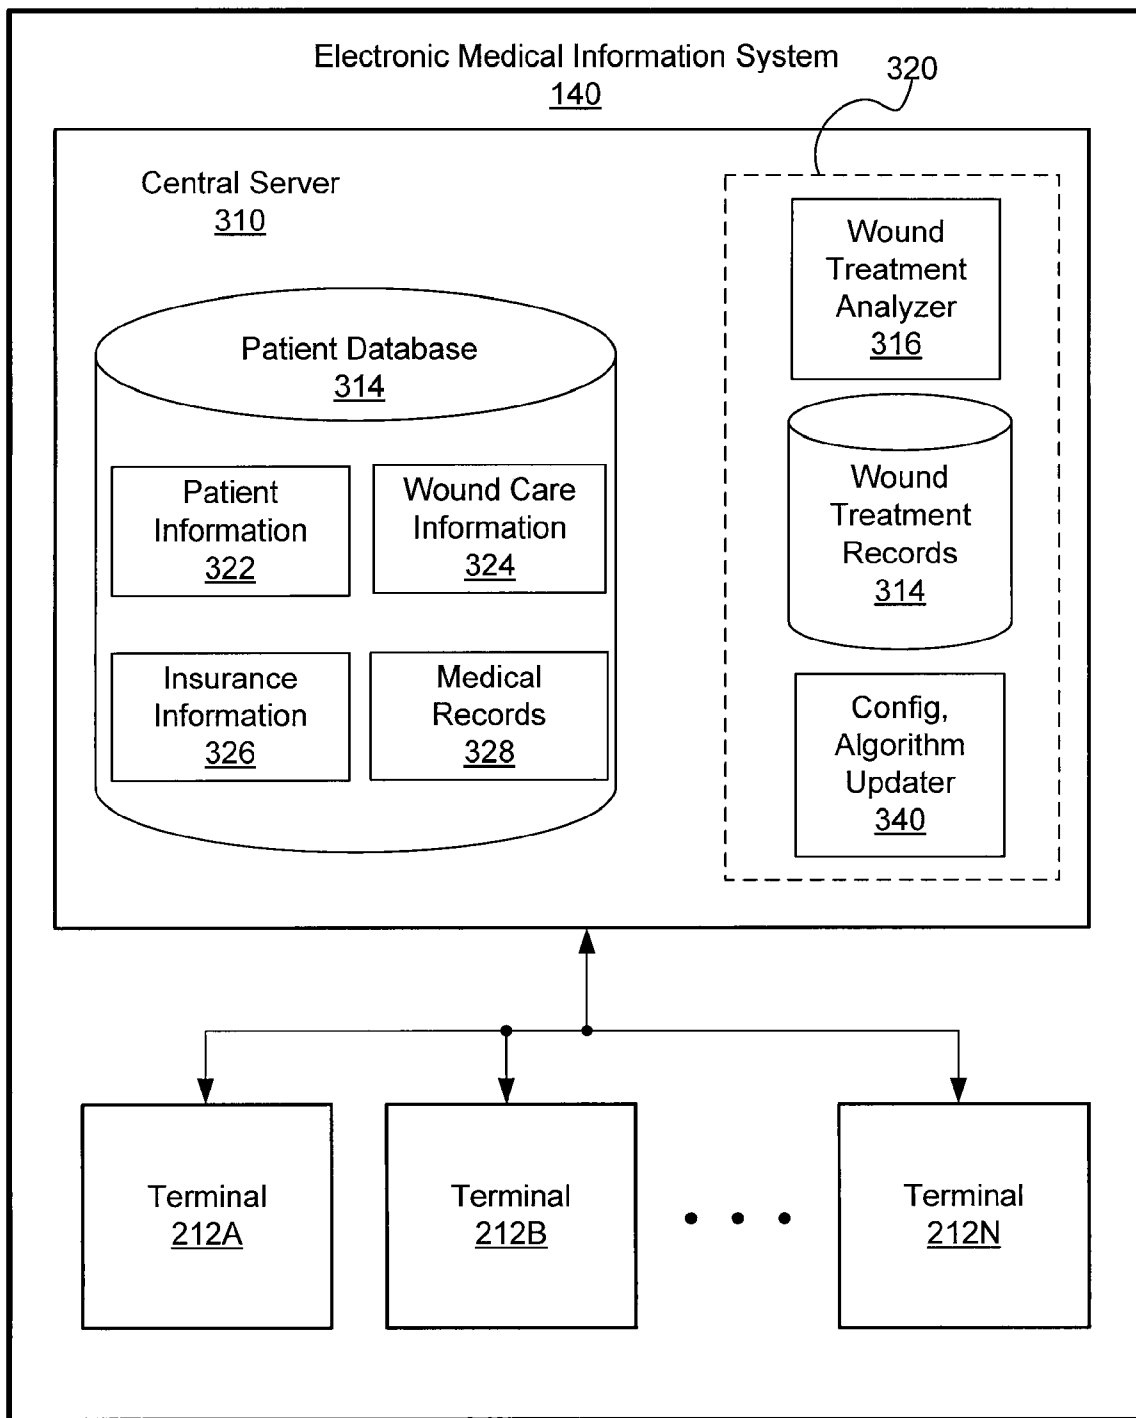 Electronic Medical Information System
140
320
Central Server
310
Wound
Treatment
Analyzer
316
Patient Database
314
Patient
Information
322
Wound Care
Information
324
Wound
Treatment
Records
314
Insurance
Information
326
Medical
Records
328
Config,
Algorithm
Updater
340
Terminal
212A
Terminal
212B
Terminal
212N